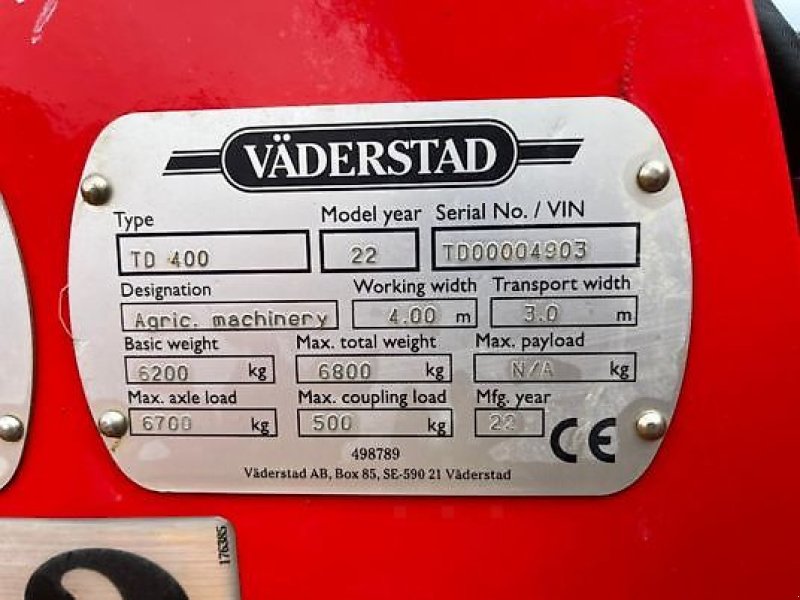 VÄDERSTAD
Type Model year Serial No. / VIN
TD 400 22 TD00004903
Designation Working width Transport width
Agric. machinery 4.00 m 3.0 m
Basic weight Max. total weight Max. payload
6200 kg 6800 kg N/A kg
Max. axle load Max. coupling load Mfg. year
6700 kg 500 kg 22 CE
498789
Väderstad AB, Box 85, SE-590 21 Väderstad
176385